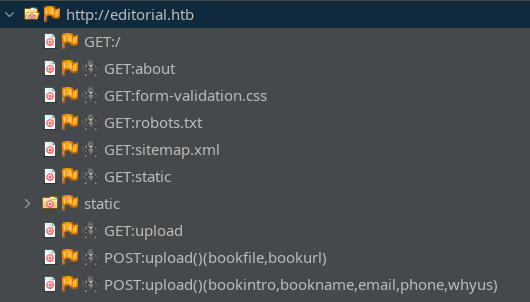 http://editorial.htb
GET:/
GET:about
GET:form-validation.css
GET:robots.txt
GET:sitemap.xml
GET:static
static
GET:upload
POST:upload()(bookfile,bookurl)
POST:upload()(bookintro,bookname,email,phone,whyus)